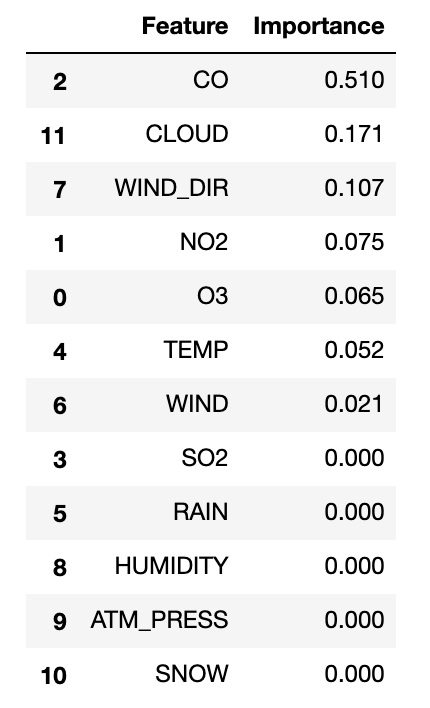 Feature Importance
2 CO 0.510
11 CLOUD 0.171
7 WIND_DIR 0.107
1 NO2 0.075
0 O3 0.065
4 TEMP 0.052
6 WIND 0.021
3 SO2 0.000
5 RAIN 0.000
8 HUMIDITY 0.000
9 ATM_PRESS 0.000
10 SNOW 0.000